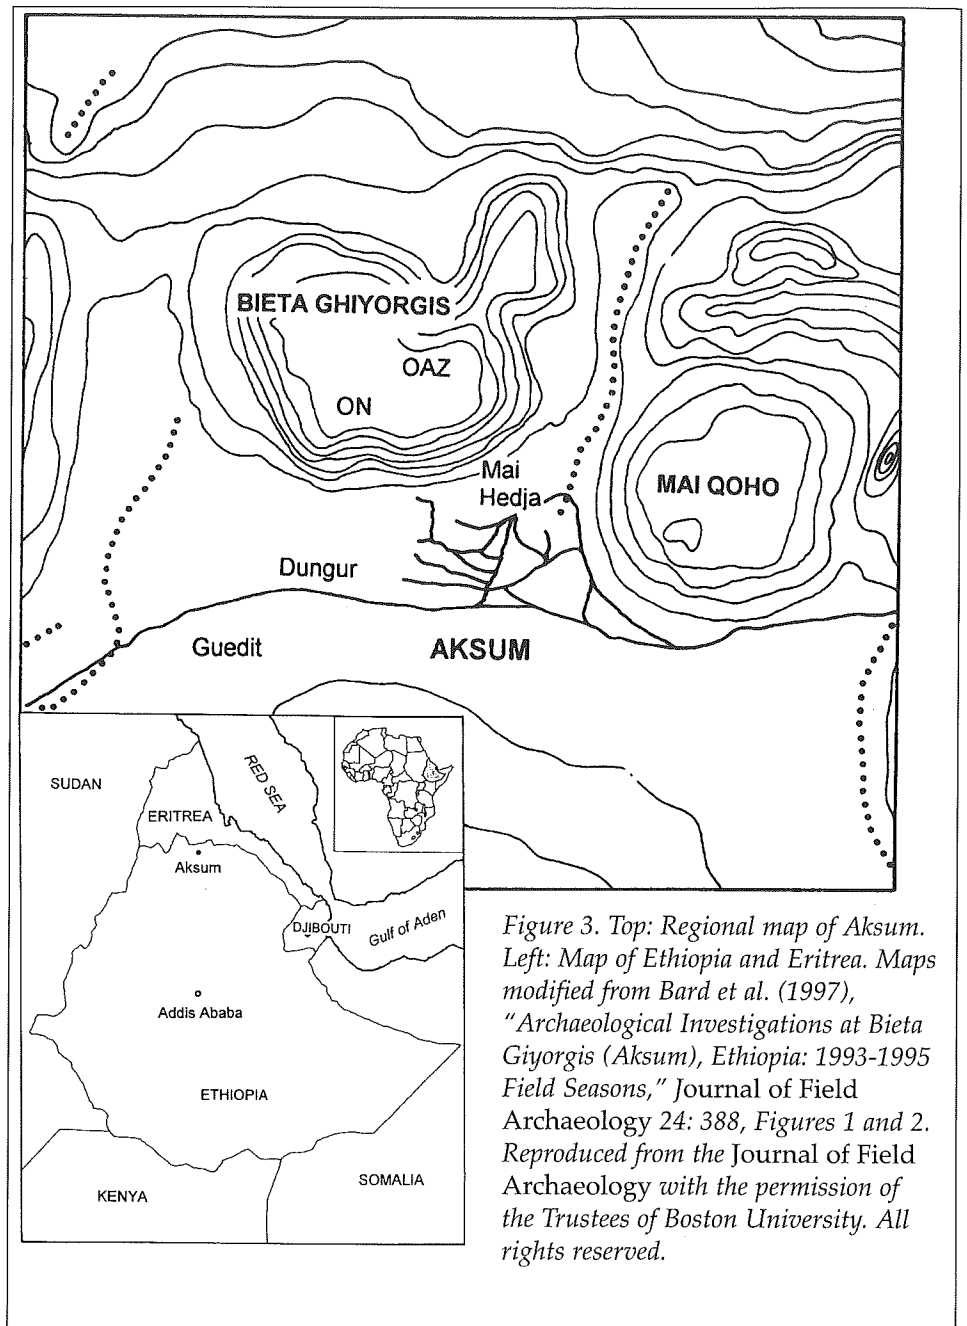 BIETA GHIYORGIS
OAZ
ON
Mai
Hedja
MAI QOHO
Dungur
Guedit
AKSUM
SUDAN
RED SEA
ERITREA
Aksum
DJIBOUTI
Gulf of Aden
Addis Ababa
ETHIOPIA
SOMALIA
KENYA
Figure 3. Top: Regional map of Aksum.
Left: Map of Ethiopia and Eritrea. Maps
modified from Bard et al. (1997),
“Archaeological Investigations at Bieta
Giyorgis (Aksum), Ethiopia: 1993-1995
Field Seasons,” Journal of Field
Archaeology 24: 388, Figures 1 and 2.
Reproduced from the Journal of Field
Archaeology with the permission of
the Trustees of Boston University. All
rights reserved.